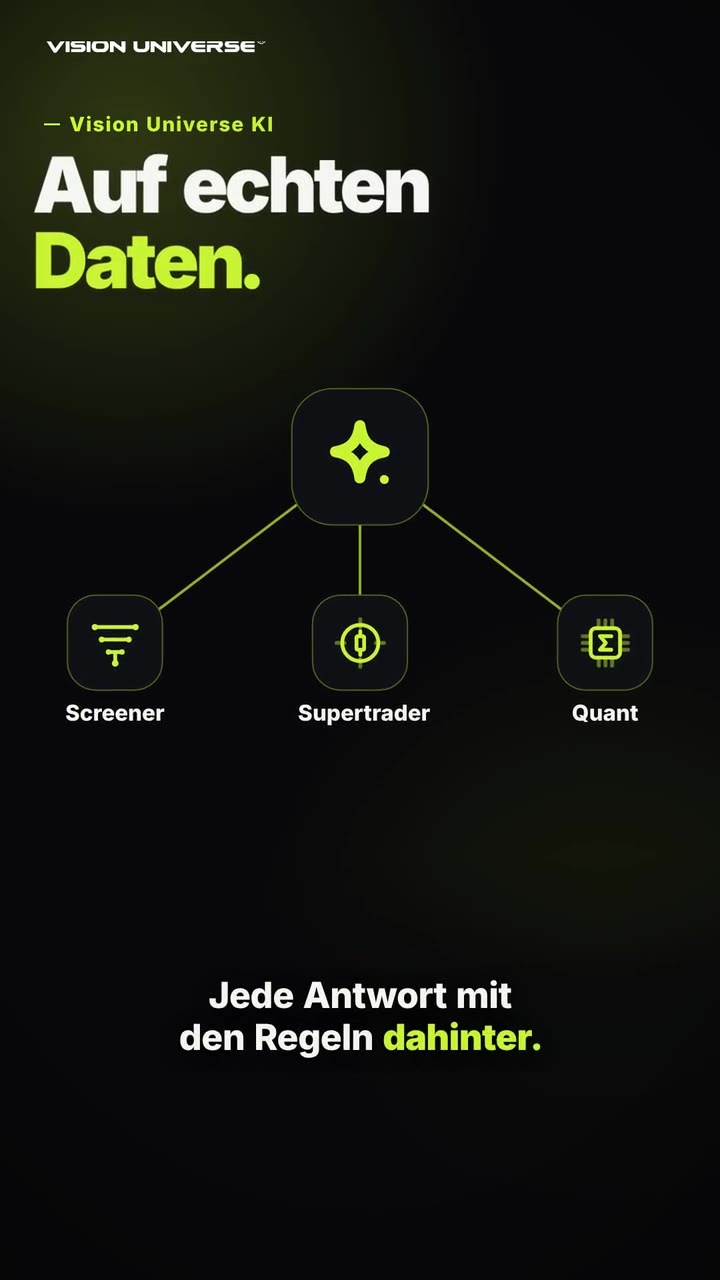 VISION UNIVERSE
— Vision Universe KI
Auf echten
Daten.
Screener
Supertrader
Quant
Jede Antwort mit
den Regeln dahinter.